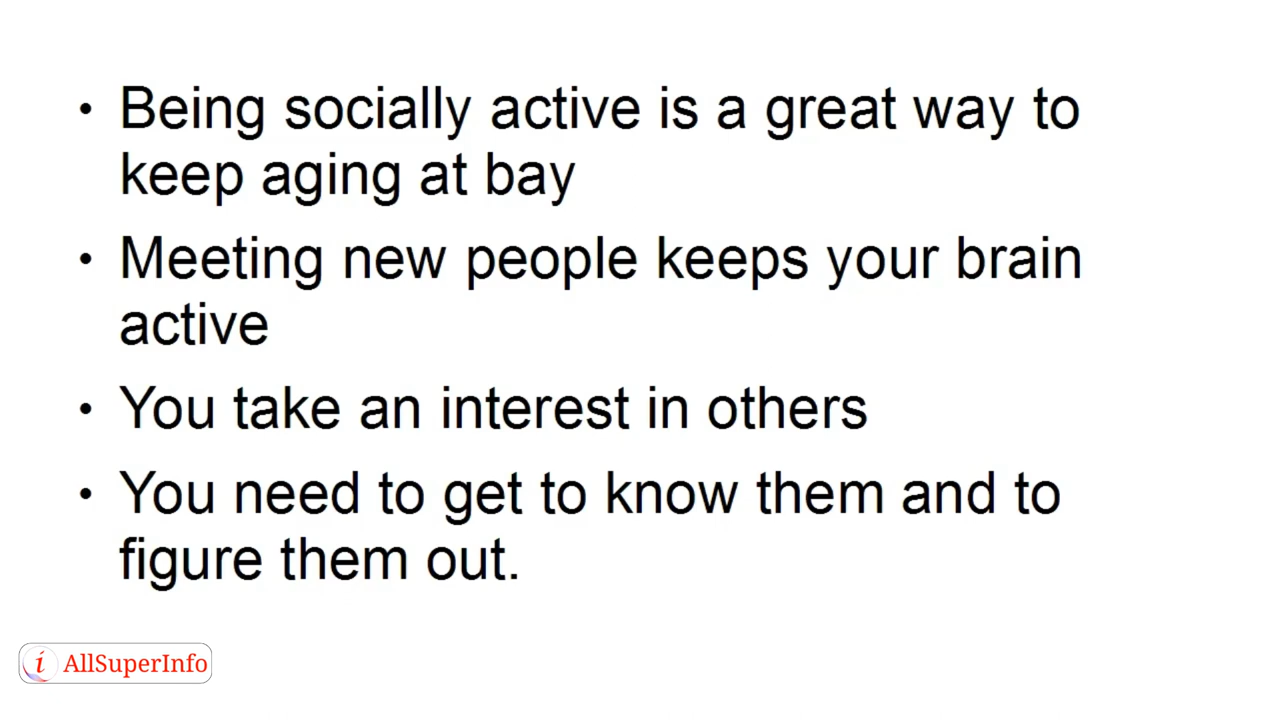 • Being socially active is a great way to
keep aging at bay
• Meeting new people keeps your brain
active
• You take an interest in others
• You need to get to know them and to
figure them out.
i AllSuperInfo